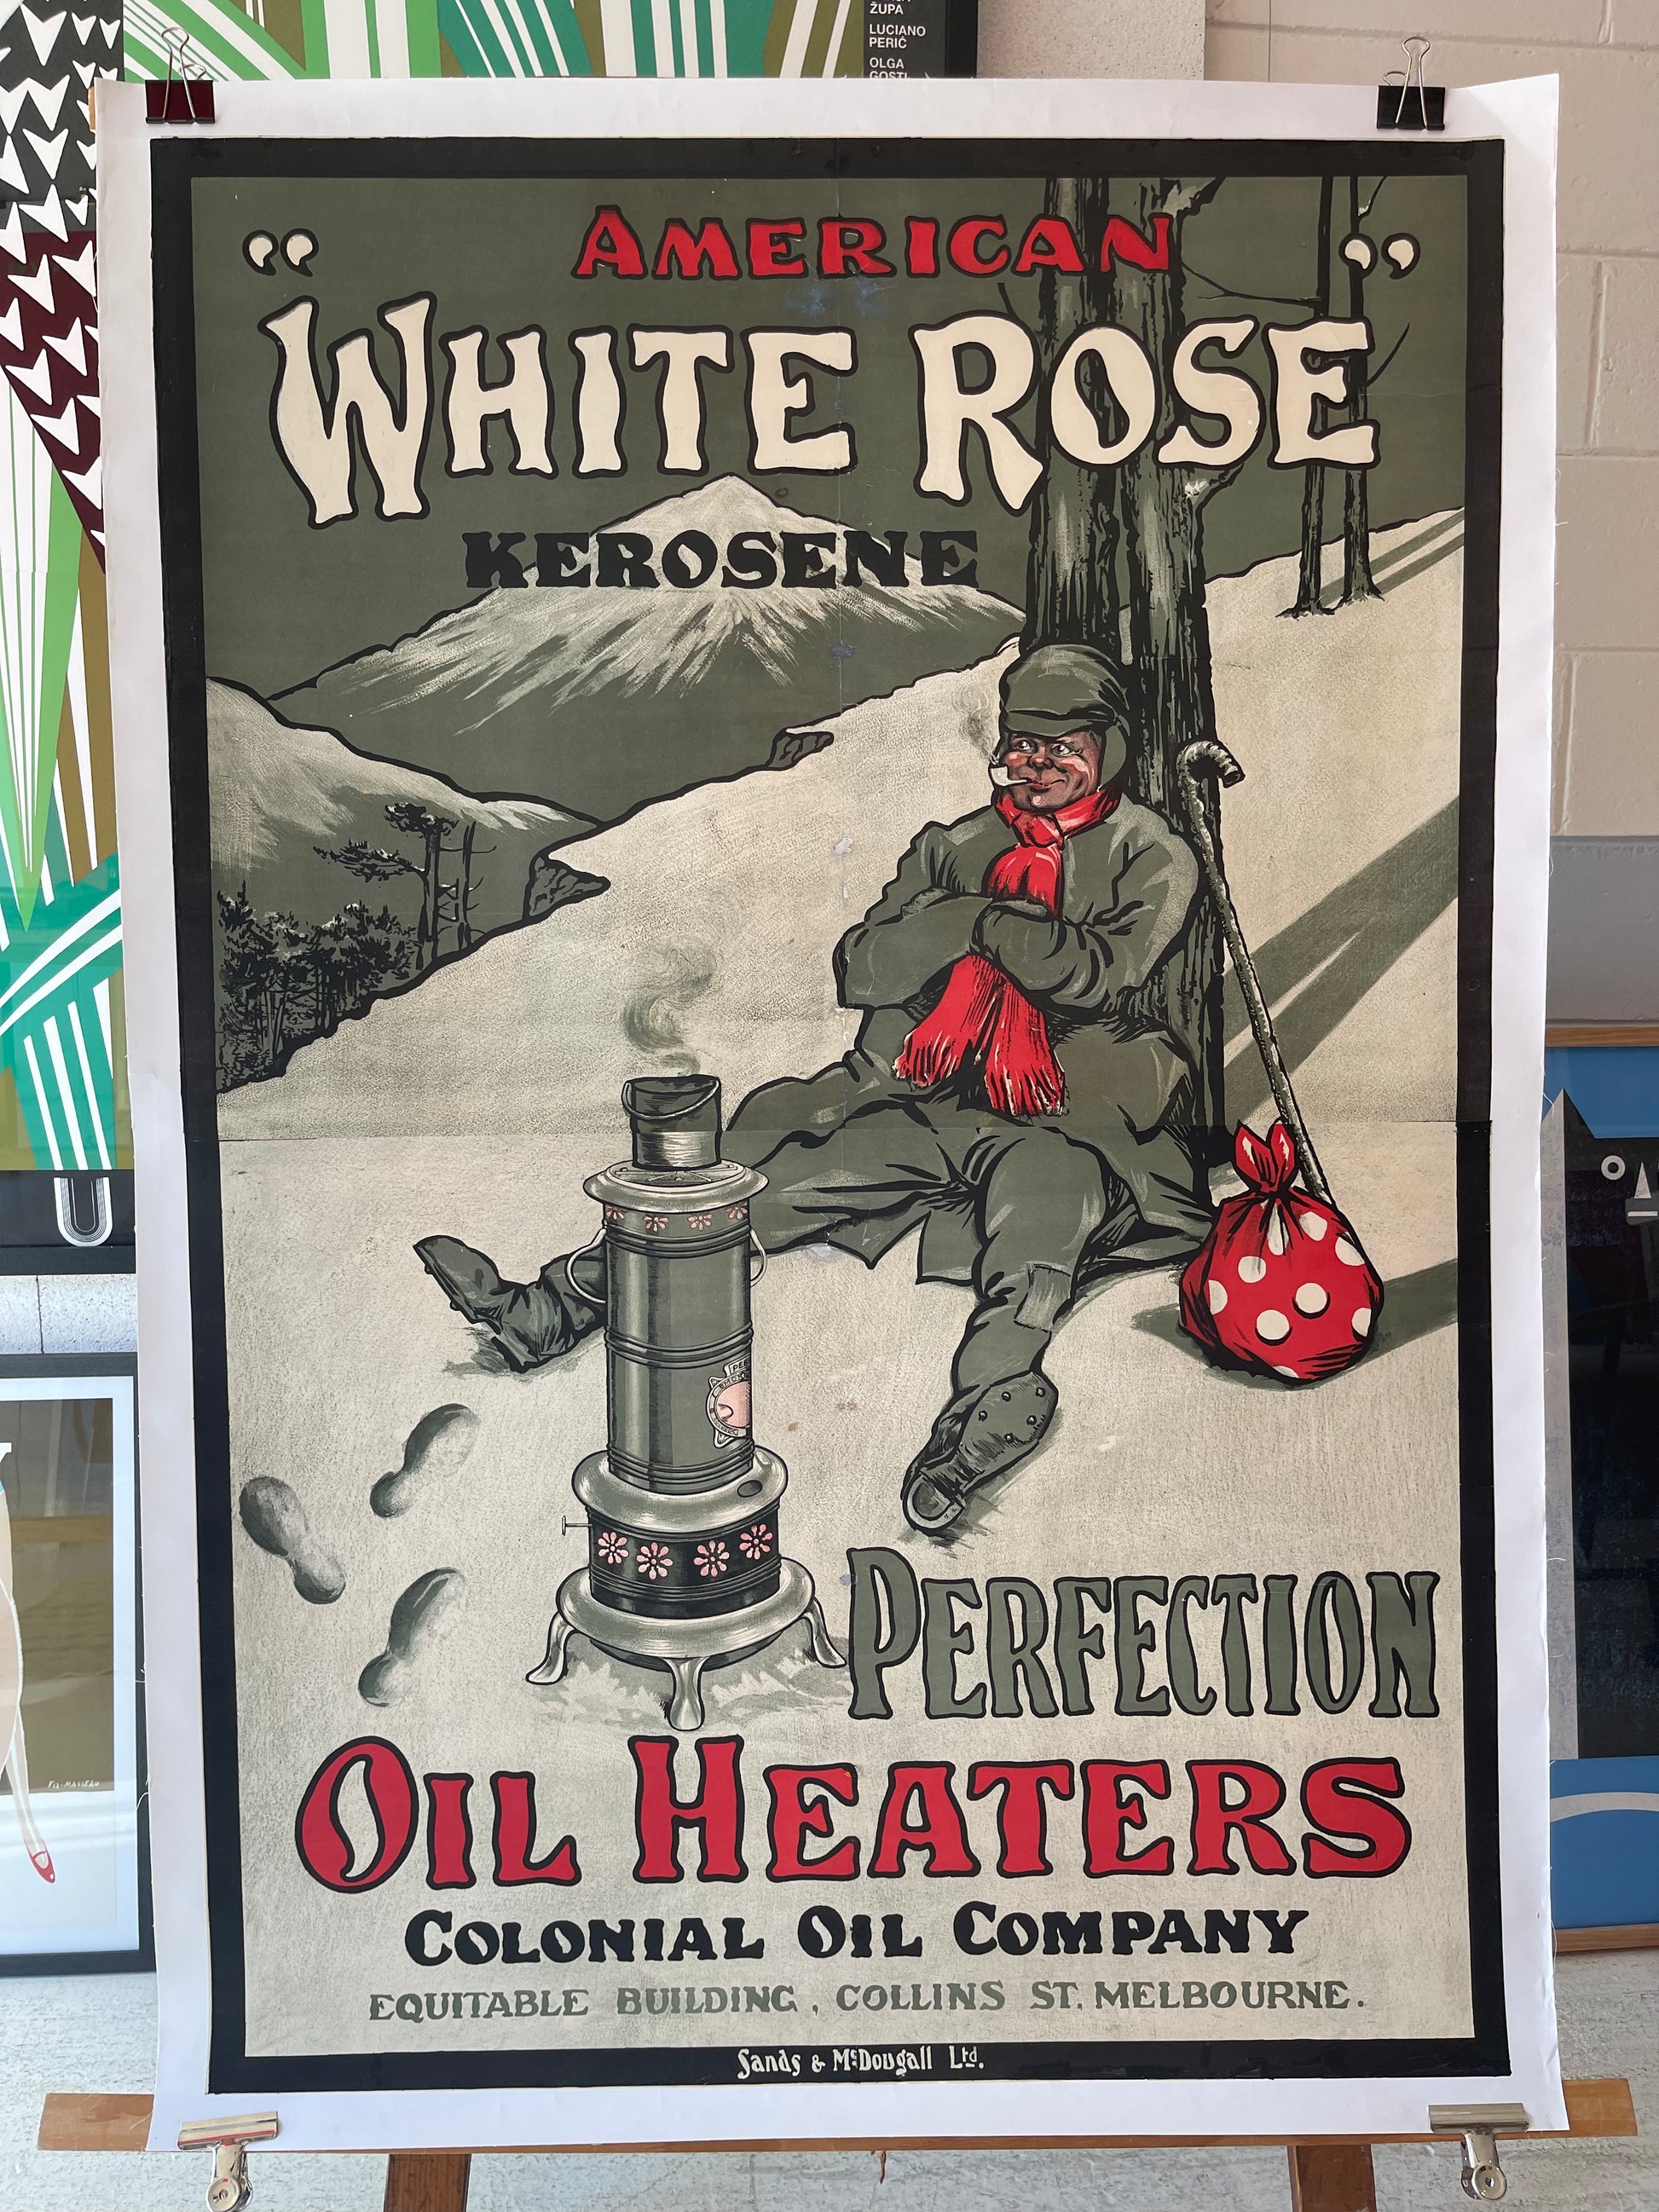 ŽUPA
LUCIANO
PERIĆ
OLGA
“ AMERICAN ”
WHITE ROSE
KEROSENE
PERFECTION
OIL HEATERS
COLONIAL OIL COMPANY
EQUITABLE BUILDING, COLLINS ST. MELBOURNE.
Sands & McDougall Ltd.